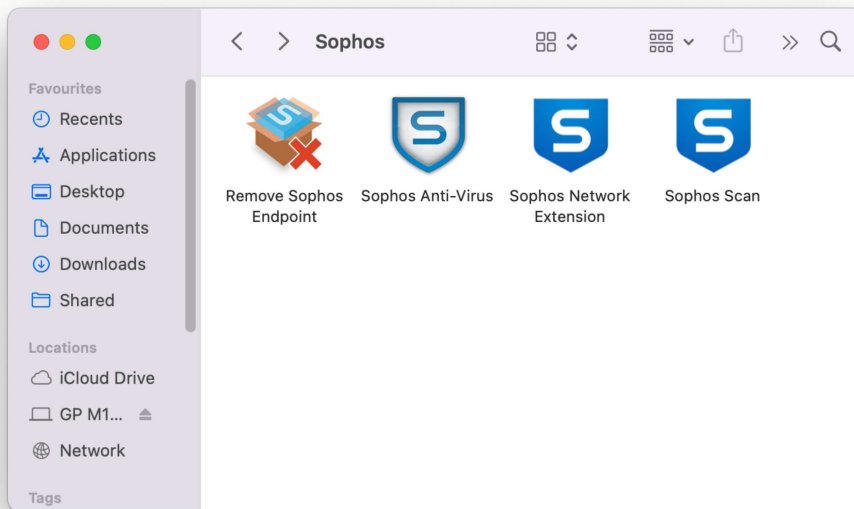 Sophos
Favourites
Recents
Applications
Desktop
Documents
Downloads
Shared
Locations
iCloud Drive
GP M1...
Network
Tags
S
Remove Sophos
Endpoint
S
Sophos Anti-Virus
S
Sophos Network
Extension
S
Sophos Scan